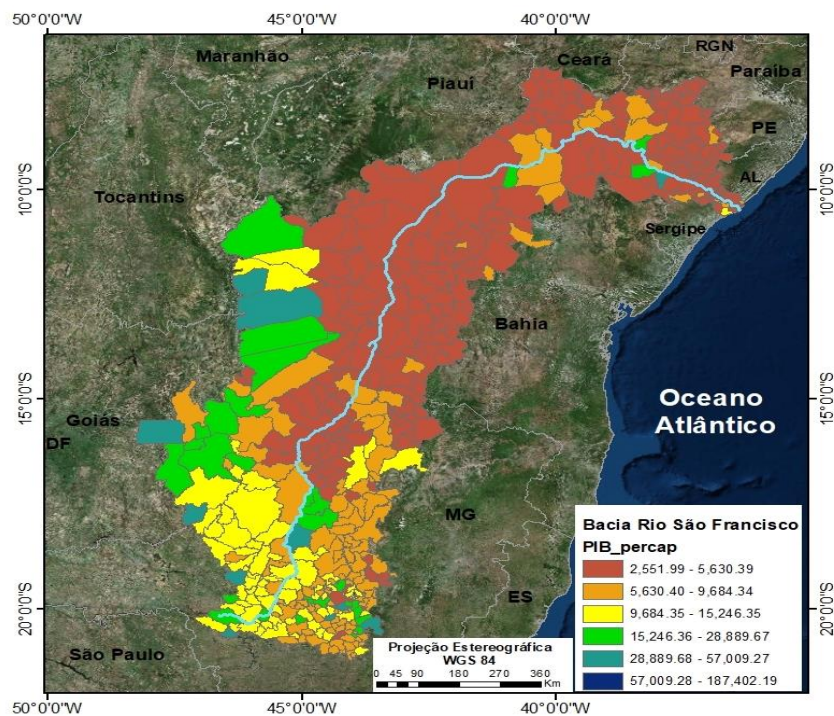 50°0'0"W 45°0'0"W 40°0'0"W
Maranhão
Ceará
RGN
Piauí
Paraíba
PE
10°0'0"S
10°0'0"S
Tocantins
AL
Sergipe
Bahia
15°0'0"S
15°0'0"S
Goiás
DF
Oceano
Atlântico
MG
ES
20°0'0"S
20°0'0"S
São Paulo
Projeção Estereográfica
WGS 84
0 45 90 180 270 360
Km
Bacia Rio São Francisco
PIB_percap
2,551.99 - 5,630.39
5,630.40 - 9,684.34
9,684.35 - 15,246.35
15,246.36 - 28,889.67
28,889.68 - 57,009.27
57,009.28 - 187,402.19
50°0'0"W 45°0'0"W 40°0'0"W